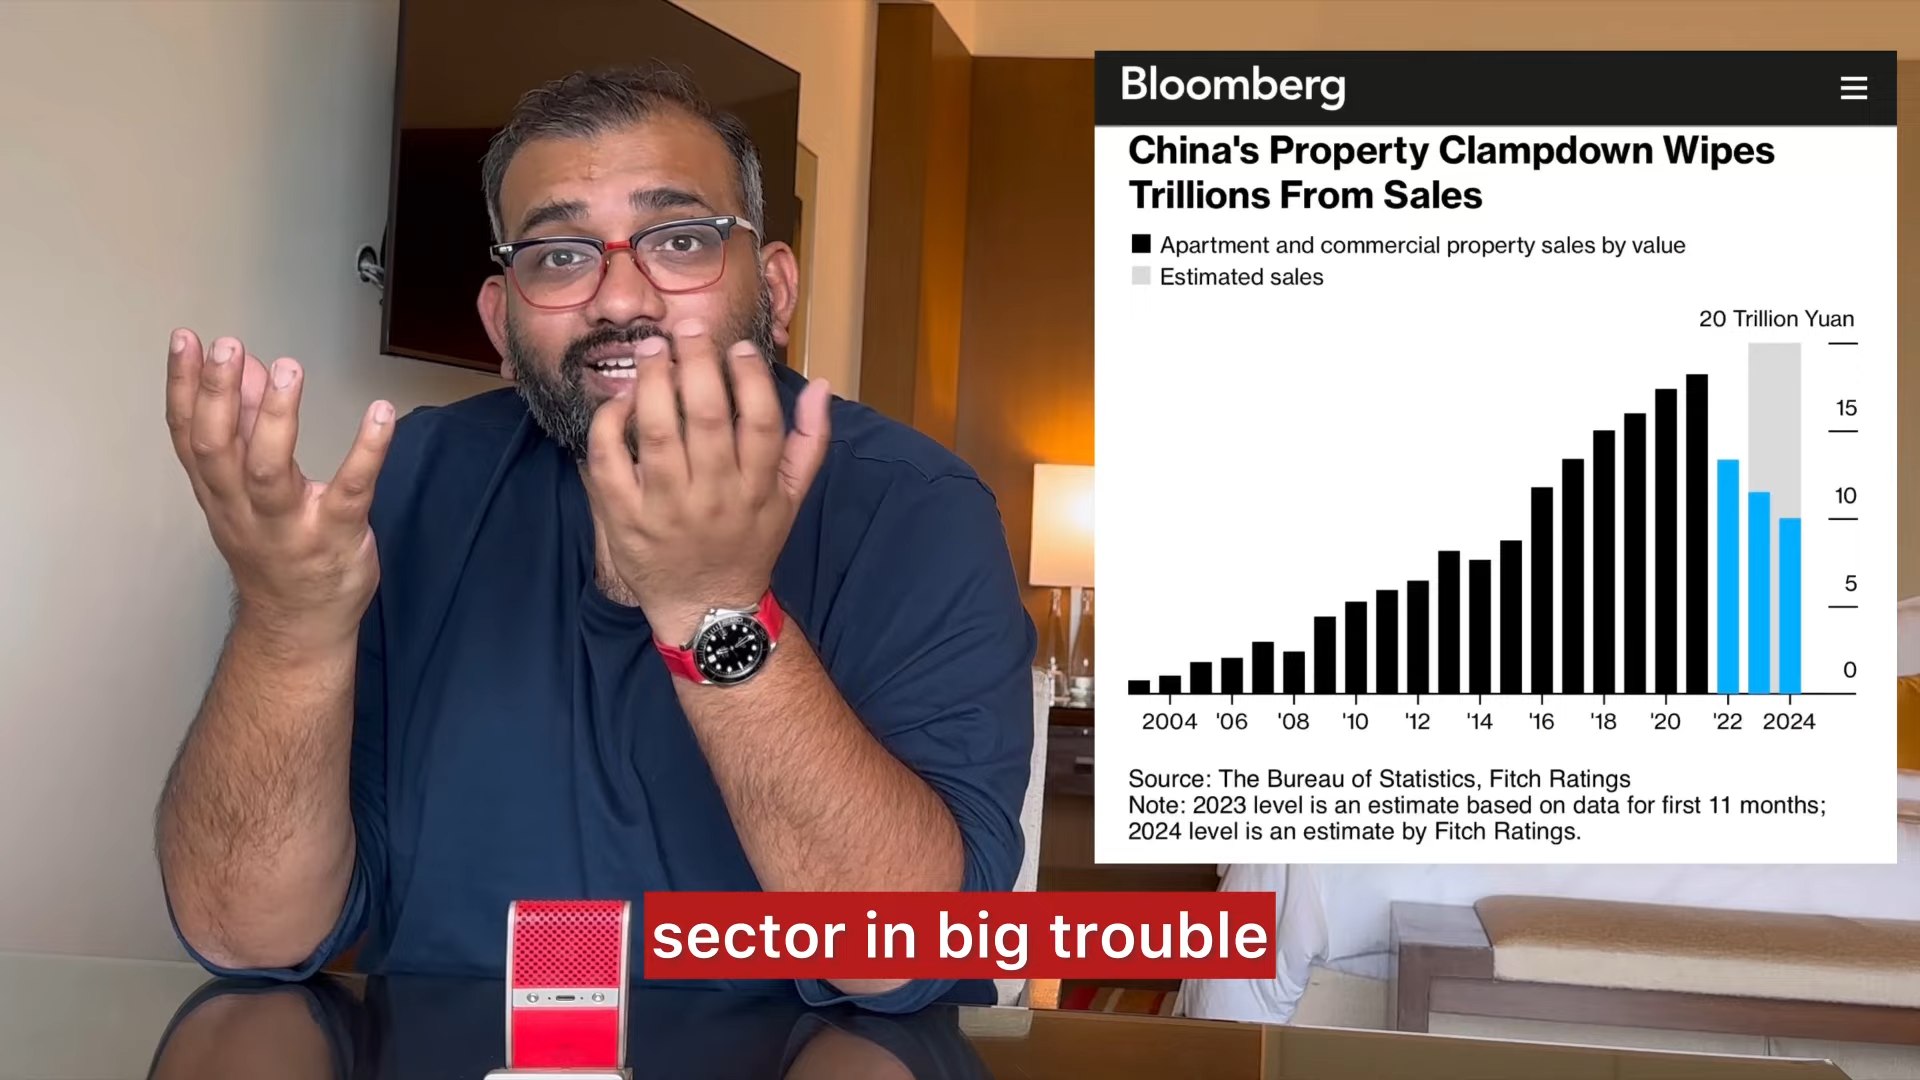 Bloomberg
China's Property Clampdown Wipes
Trillions From Sales
Apartment and commercial property sales by value
Estimated sales
20 Trillion Yuan
15
10
5
0
2004 '06 '08 '10 '12 '14 '16 '18 '20 '22 2024
Source: The Bureau of Statistics, Fitch Ratings
Note: 2023 level is an estimate based on data for first 11 months;
2024 level is an estimate by Fitch Ratings.
sector in big trouble